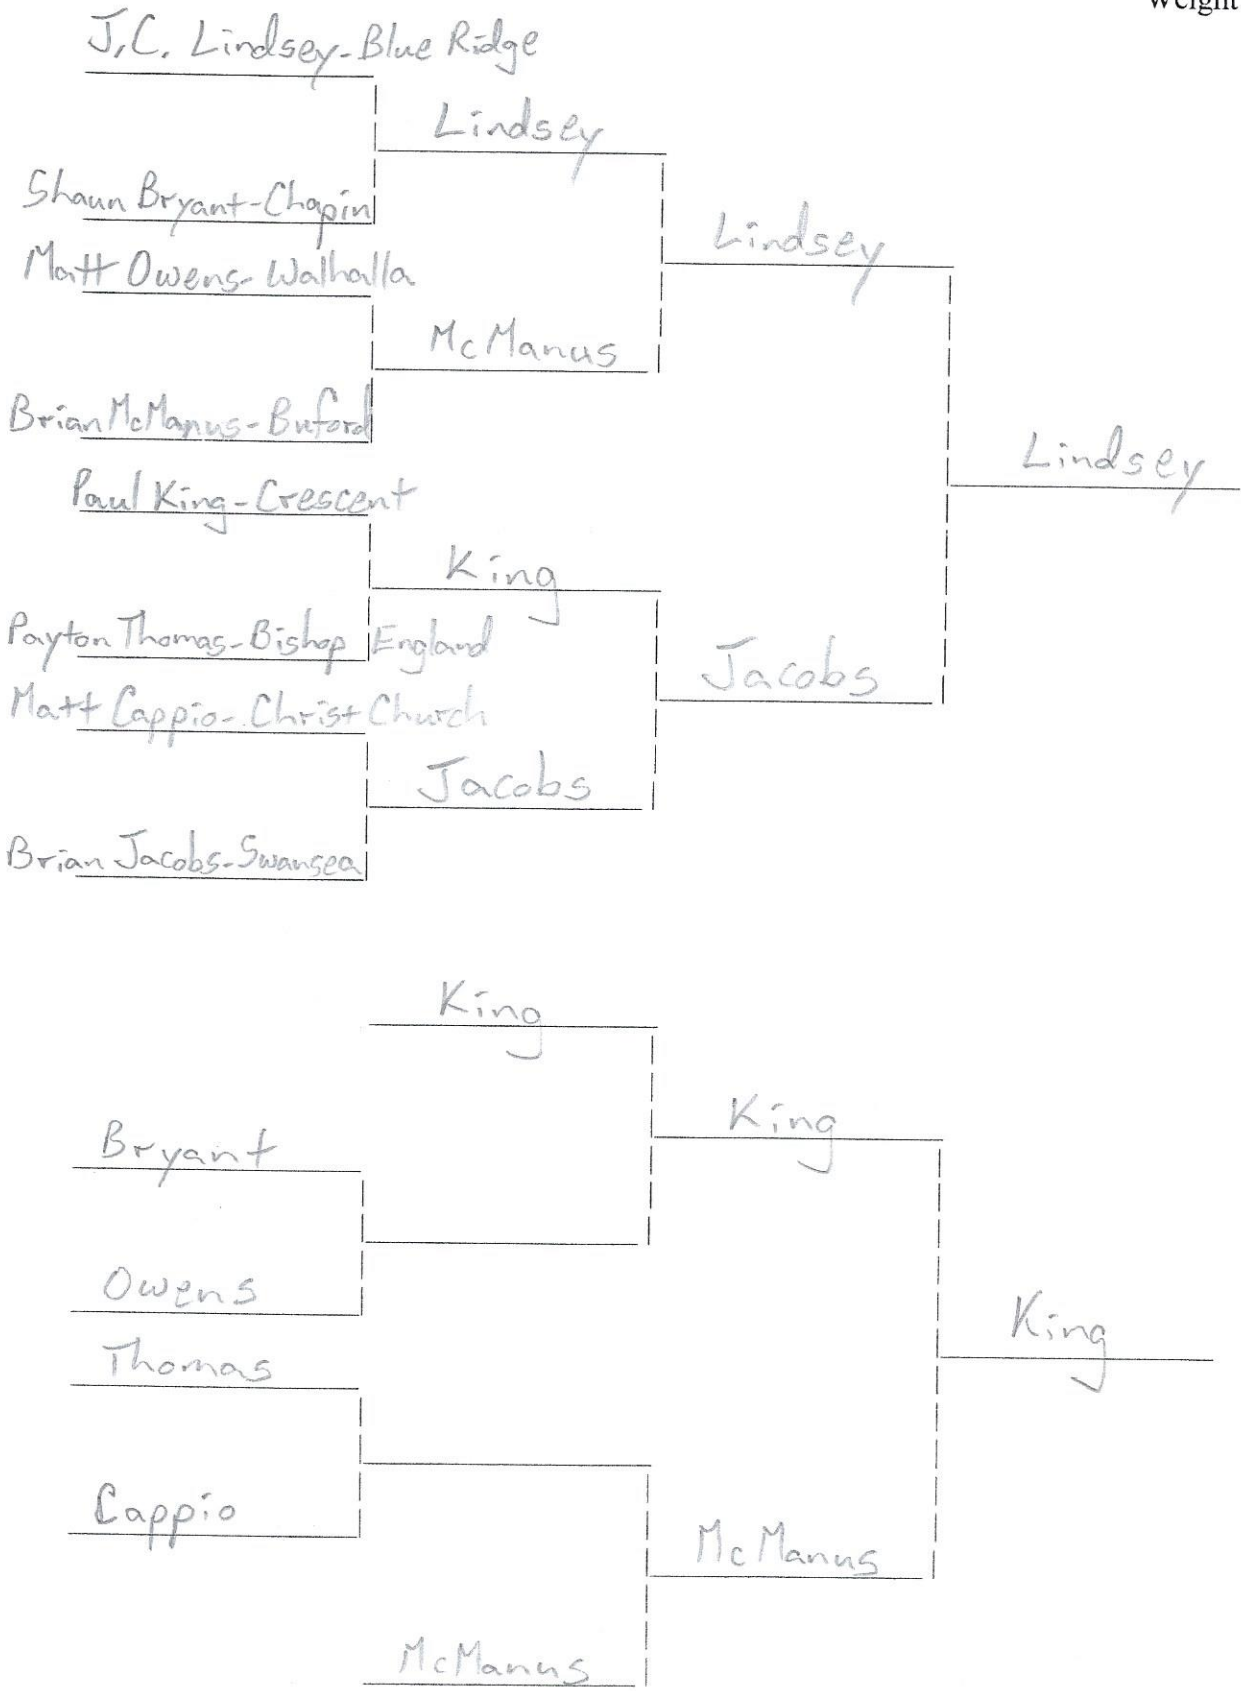 Weight
J.C. Lindsey-Blue Ridge
Lindsey
Shaun Bryant-Chapin
Lindsey
Matt Owens-Walhalla
McManus
Brian McManus-Buford
Lindsey
Paul King-Crescent
King
Payton Thomas-Bishop England
Jacobs
Matt Cappio-Christ Church
Jacobs
Brian Jacobs-Swansea
King
King
Bryant
Owens
King
Thomas
Cappio
McManus
McManus